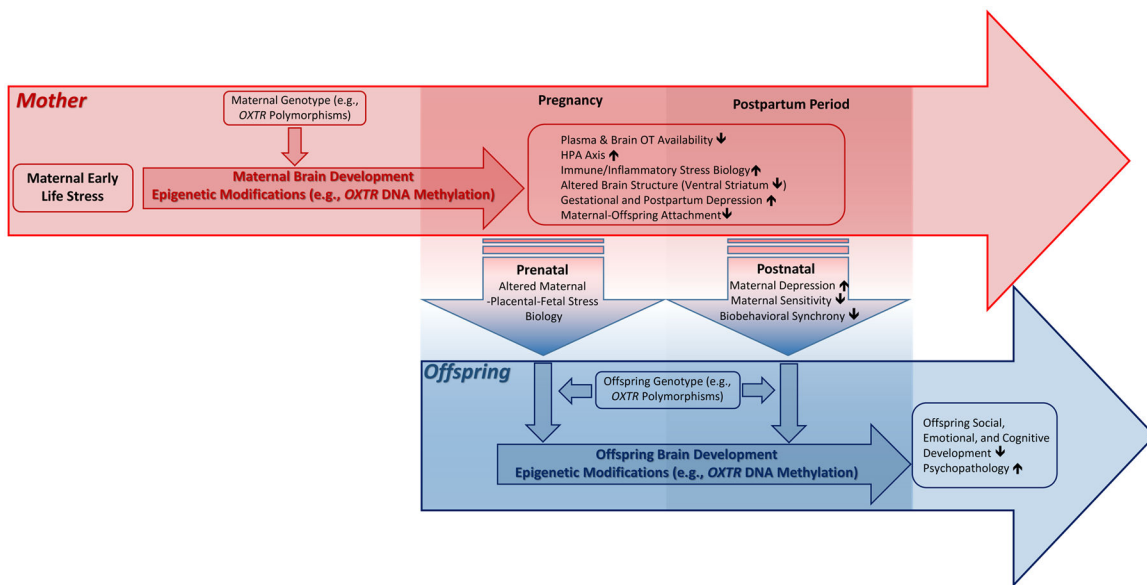 Mother
Maternal Genotype (e.g.,
OXTR Polymorphisms)
Pregnancy
Postpartum Period
Maternal Early
Life Stress
Maternal Brain Development
Epigenetic Modifications (e.g., OXTR DNA Methylation)
Plasma & Brain OT Availability ↓
HPA Axis ↑
Immune/Inflammatory Stress Biology ↑
Altered Brain Structure (Ventral Striatum ↓)
Gestational and Postpartum Depression ↑
Maternal-Offspring Attachment ↓
Prenatal
Altered Maternal
-Placental-Fetal Stress
Biology
Postnatal
Maternal Depression ↑
Maternal Sensitivity ↓
Biobehavioral Synchrony ↓
Offspring
Offspring Genotype (e.g.,
OXTR Polymorphisms)
Offspring Brain Development
Epigenetic Modifications (e.g., OXTR DNA Methylation)
Offspring Social,
Emotional, and Cognitive
Development ↓
Psychopathology ↑